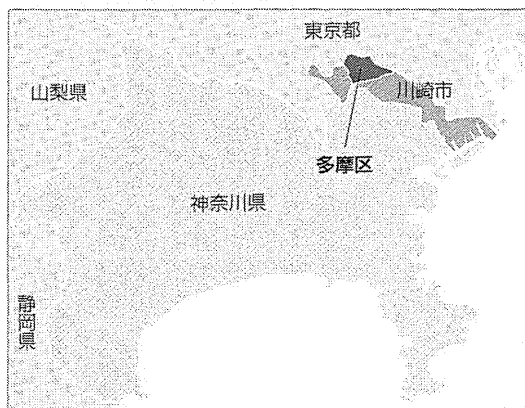 東京都
山梨県
川崎市
多摩区
神奈川県
静岡県